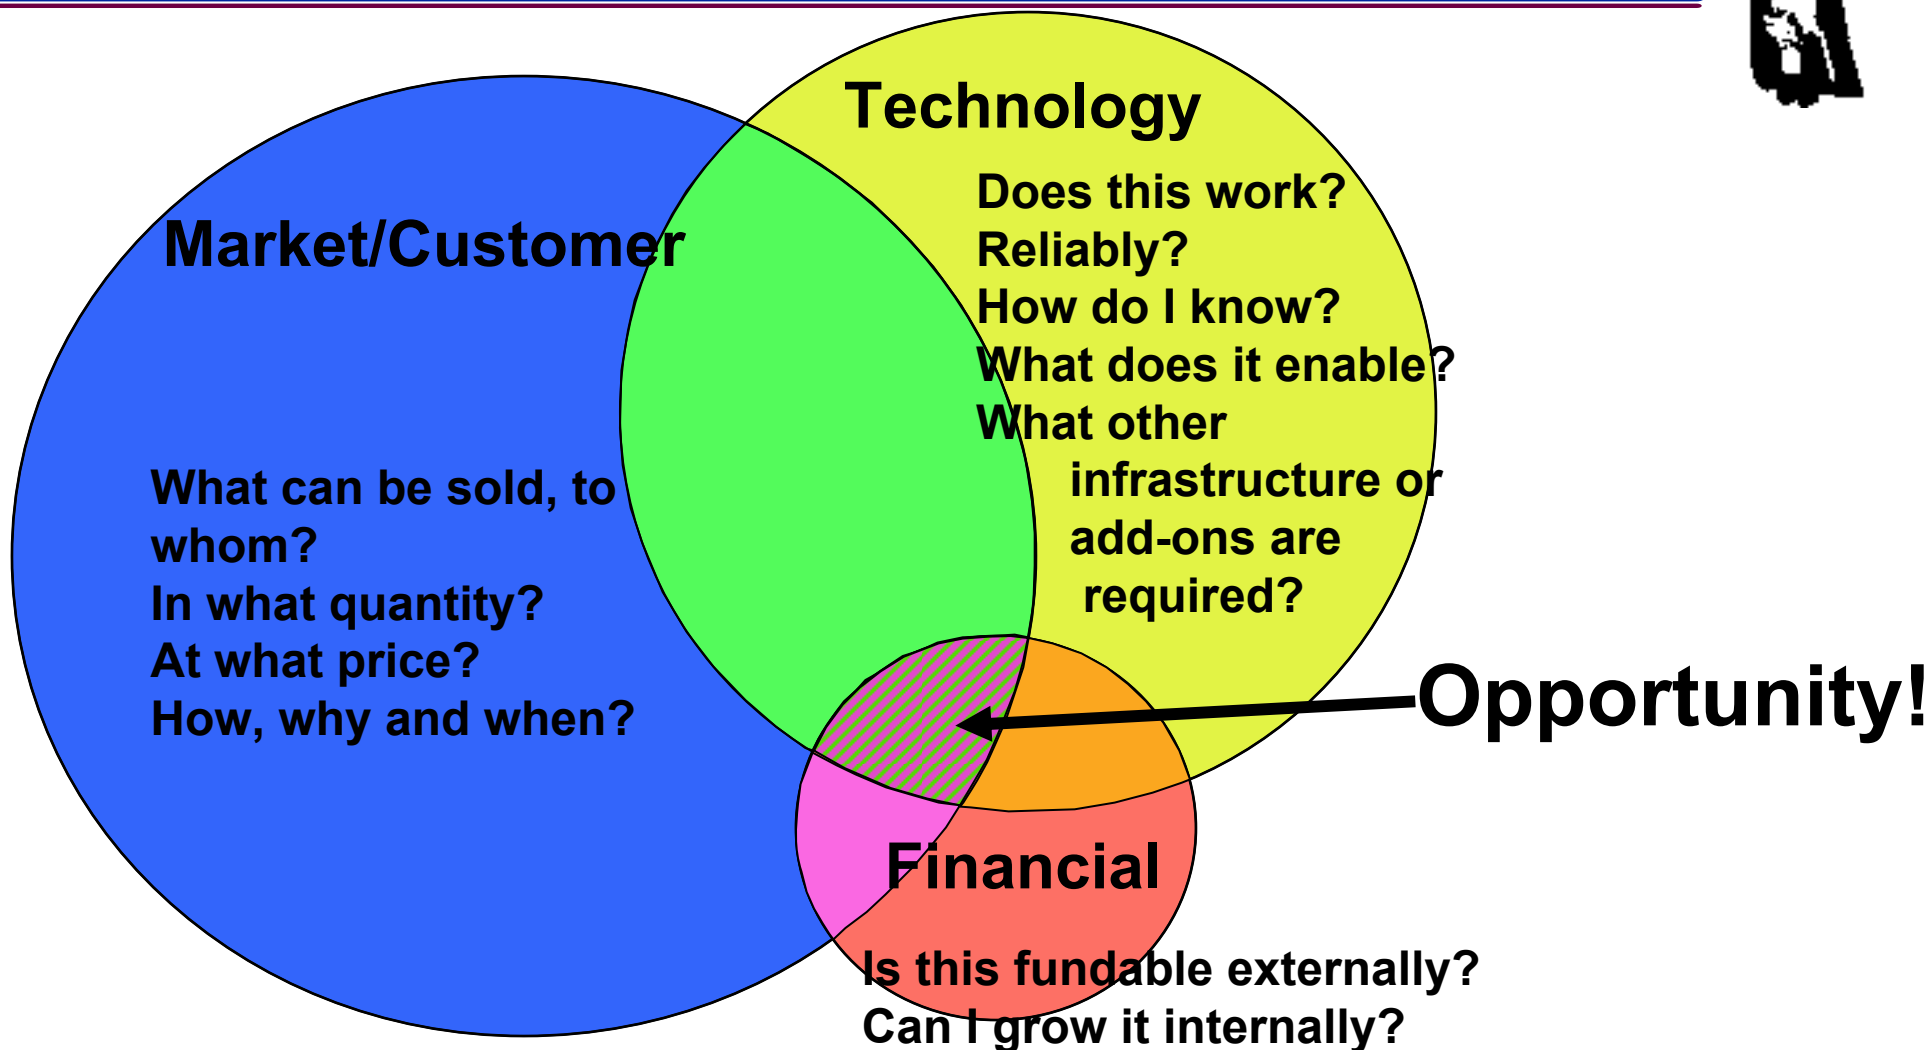 Technology
Does this work?
Reliably?
How do I know?
What does it enable?
What other
infrastructure or
add-ons are
required?
Market/Customer
What can be sold, to
whom?
In what quantity?
At what price?
How, why and when?
Opportunity!
Financial
Is this fundable externally?
Can I grow it internally?